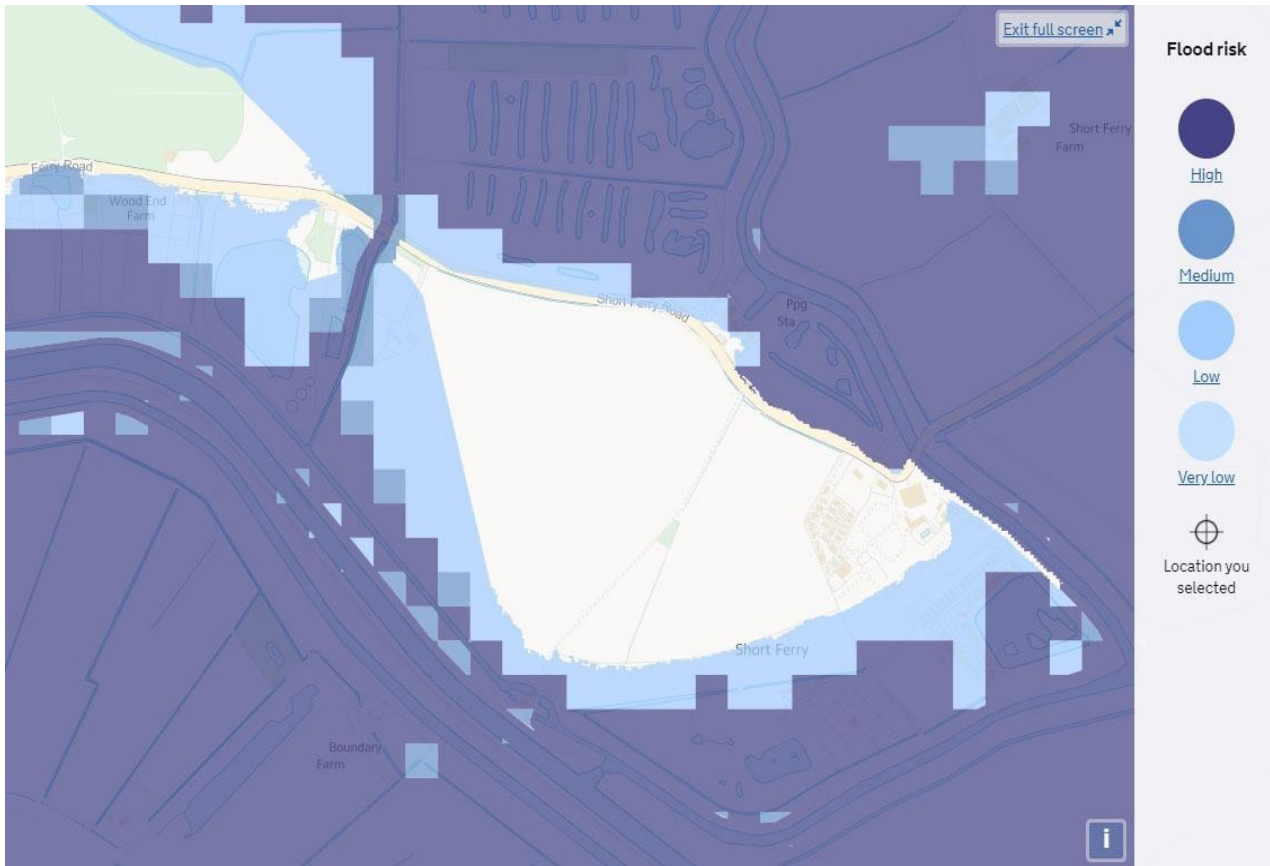 Exit full screen
Flood risk
High
Medium
Low
Very low
Location you
selected
Ferry Road
Wood End
Farm
Short Ferry
Farm
Short Ferry Road
Ppg
Sta
Short Ferry
Boundary
Farm
i